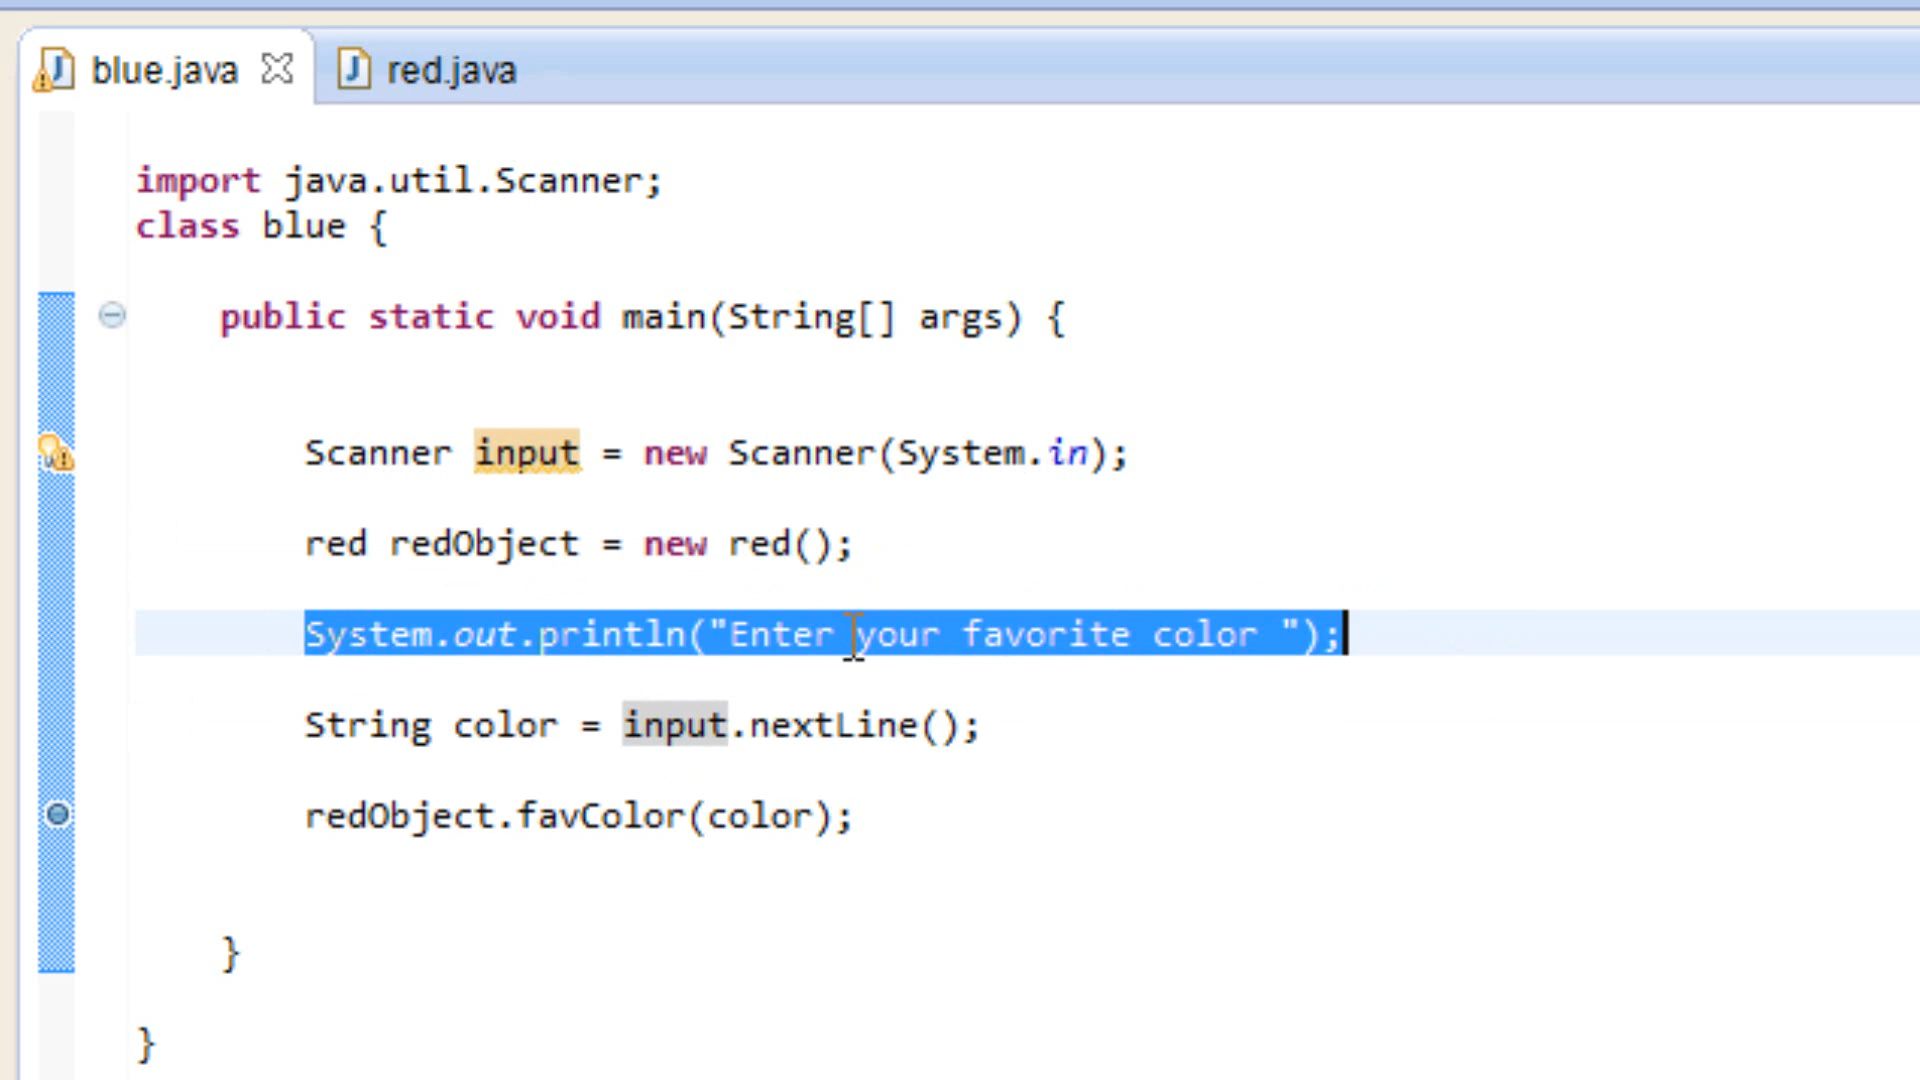 blue.java red.java
import java.util.Scanner;
class blue {
public static void main(String[] args) {
Scanner input = new Scanner(System.in);
red redObject = new red();
System.out.println("Enter your favorite color ");
String color = input.nextLine();
redObject.favColor(color);
}
}